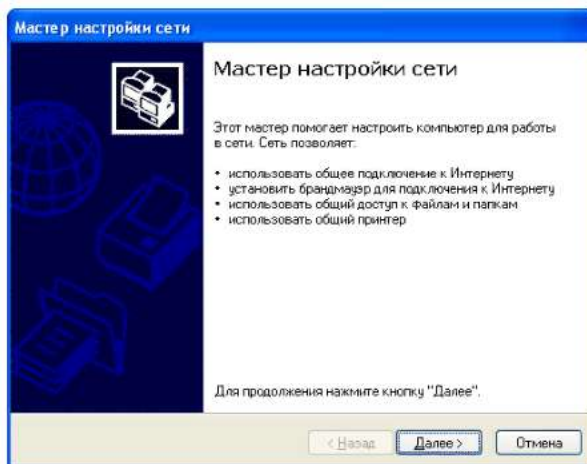 Мастер настройки сети
Мастер настройки сети
Этот мастер помогает настроить компьютер для работы
в сети. Сеть позволяет:
• использовать общее подключение к Интернету
• установить брандмауэр для подключения к Интернету
• использовать общий доступ к файлам и папкам
• использовать общий принтер
Для продолжения нажмите кнопку "Далее".
< Назад Далее > Отмена